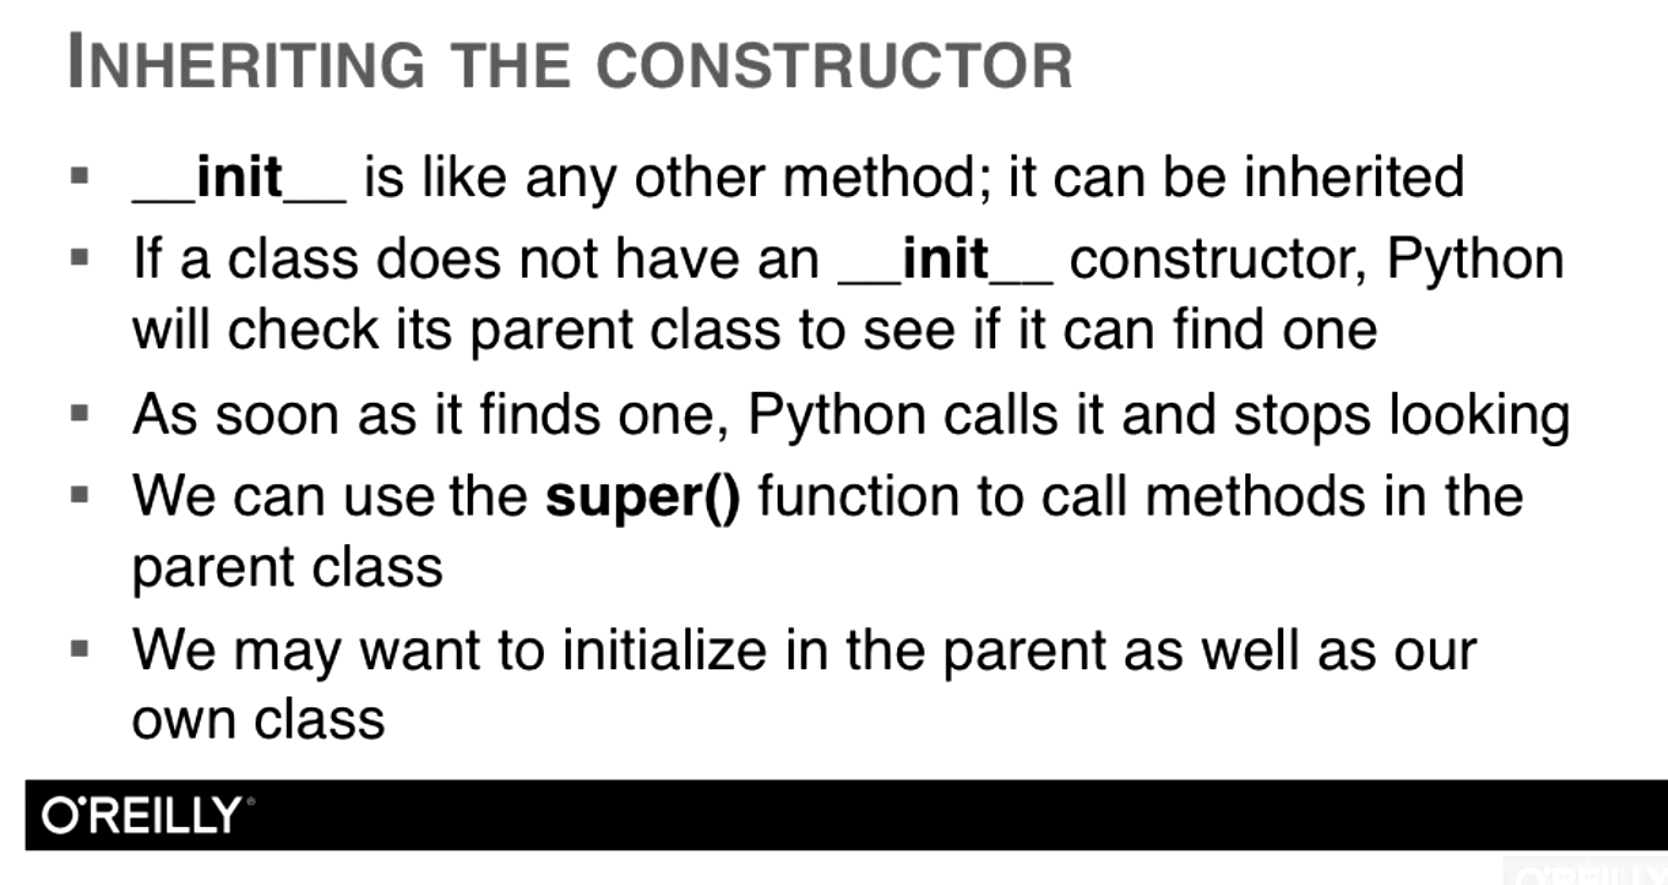 INHERITING THE CONSTRUCTOR
▪ __init__ is like any other method; it can be inherited
▪ If a class does not have an __init__ constructor, Python
will check its parent class to see if it can find one
▪ As soon as it finds one, Python calls it and stops looking
▪ We can use the super() function to call methods in the
parent class
▪ We may want to initialize in the parent as well as our
own class
O'REILLY®
O'REILLY